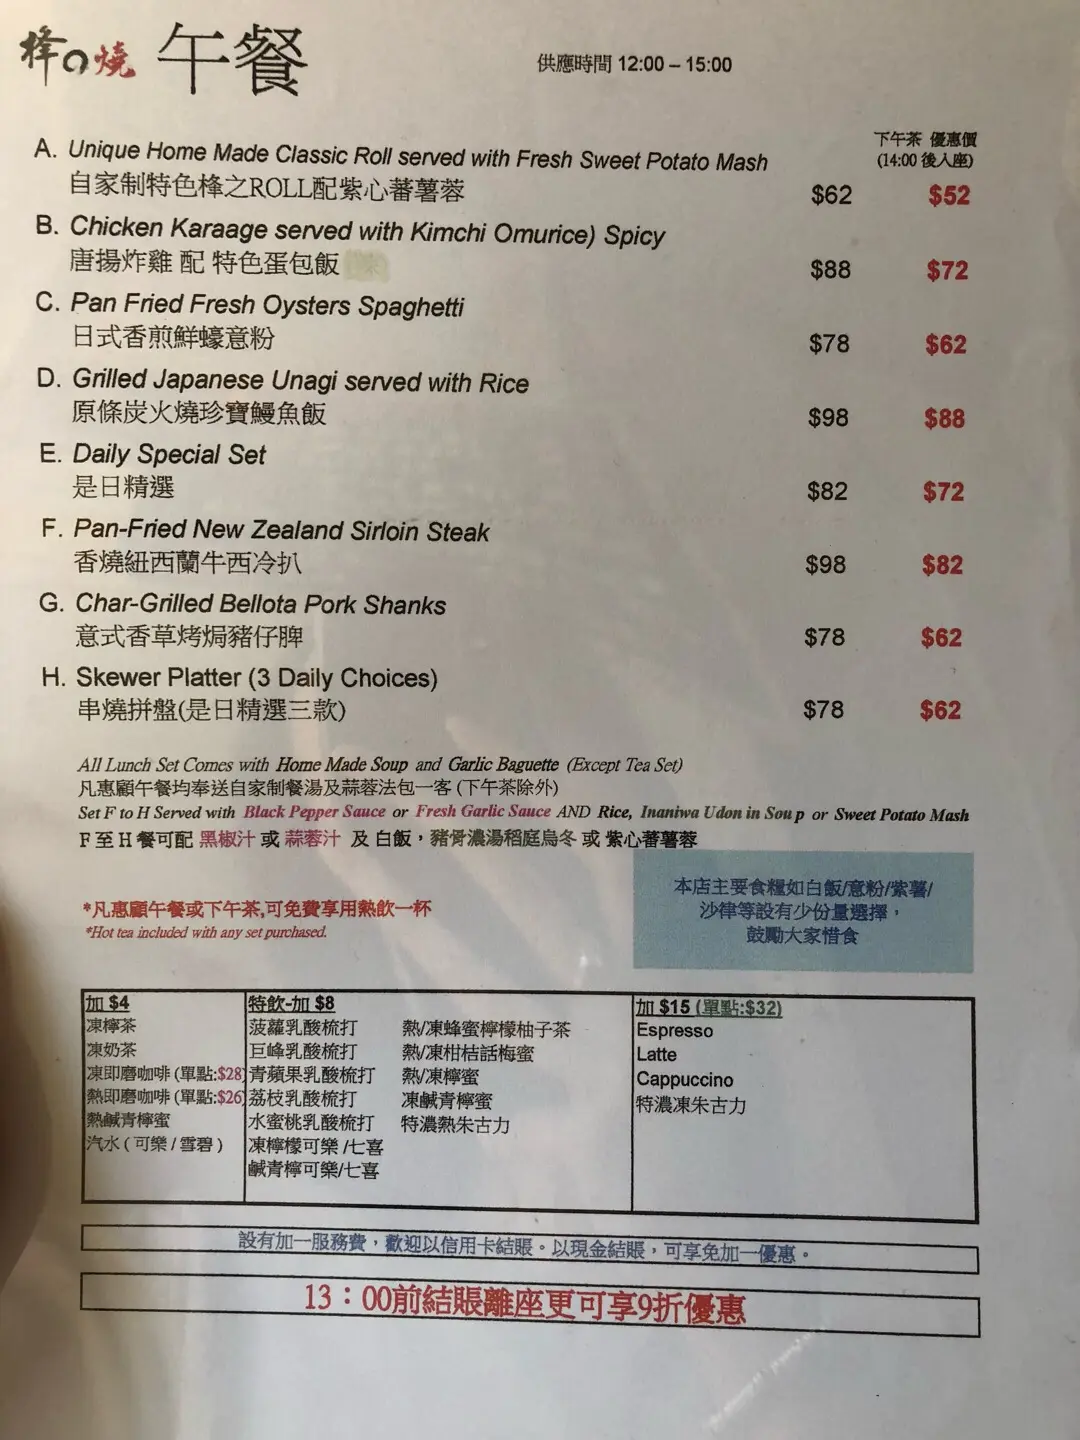 桻の燒 午餐
供應時間 12:00 – 15:00
下午茶 優惠價
(14:00 後入座)
A. Unique Home Made Classic Roll served with Fresh Sweet Potato Mash
自家制特色桻之ROLL配紫心蕃薯蓉 $62 $52
B. Chicken Karaage served with Kimchi Omurice) Spicy
唐揚炸雞 配 特色蛋包飯 $88 $72
C. Pan Fried Fresh Oysters Spaghetti
日式香煎鮮蠔意粉 $78 $62
D. Grilled Japanese Unagi served with Rice
原條炭火燒珍寶鰻魚飯 $98 $88
E. Daily Special Set
是日精選 $82 $72
F. Pan-Fried New Zealand Sirloin Steak
香燒紐西蘭牛西冷扒 $98 $82
G. Char-Grilled Bellota Pork Shanks
意式香草烤焗豬仔脾 $78 $62
H. Skewer Platter (3 Daily Choices)
串燒拼盤(是日精選三款) $78 $62
All Lunch Set Comes with Home Made Soup and Garlic Baguette (Except Tea Set)
凡惠顧午餐均奉送自家制餐湯及蒜蓉法包一客 (下午茶除外)
Set F to H Served with Black Pepper Sauce or Fresh Garlic Sauce AND Rice, Inaniwa Udon in Soup or Sweet Potato Mash
F 至 H 餐可配 黑椒汁 或 蒜蓉汁 及 白飯，豬骨濃湯稻庭烏冬 或 紫心蕃薯蓉
*凡惠顧午餐或下午茶,可免費享用熱飲一杯
*Hot tea included with any set purchased.
本店主要食糧如白飯/意粉/紫薯/
沙律等設有少份量選擇，
鼓勵大家惜食
加 $4
凍檸茶
凍奶茶
凍即磨咖啡 (單點:$28)
熱即磨咖啡 (單點:$26)
熱鹹青檸蜜
汽水 ( 可樂 / 雪碧 )
特飲-加 $8
菠蘿乳酸梳打
巨峰乳酸梳打
青蘋果乳酸梳打
荔枝乳酸梳打
水蜜桃乳酸梳打
凍檸檬可樂 /七喜
鹹青檸可樂/七喜
熱/凍蜂蜜檸檬柚子茶
熱/凍柑桔話梅蜜
熱/凍檸蜜
凍鹹青檸蜜
特濃熱朱古力
加 $15 (單點:$32)
Espresso
Latte
Cappuccino
特濃凍朱古力
設有加一服務費，歡迎以信用卡結賬。以現金結賬，可享免加一優惠。
13：00前結賬離座更可享9折優惠